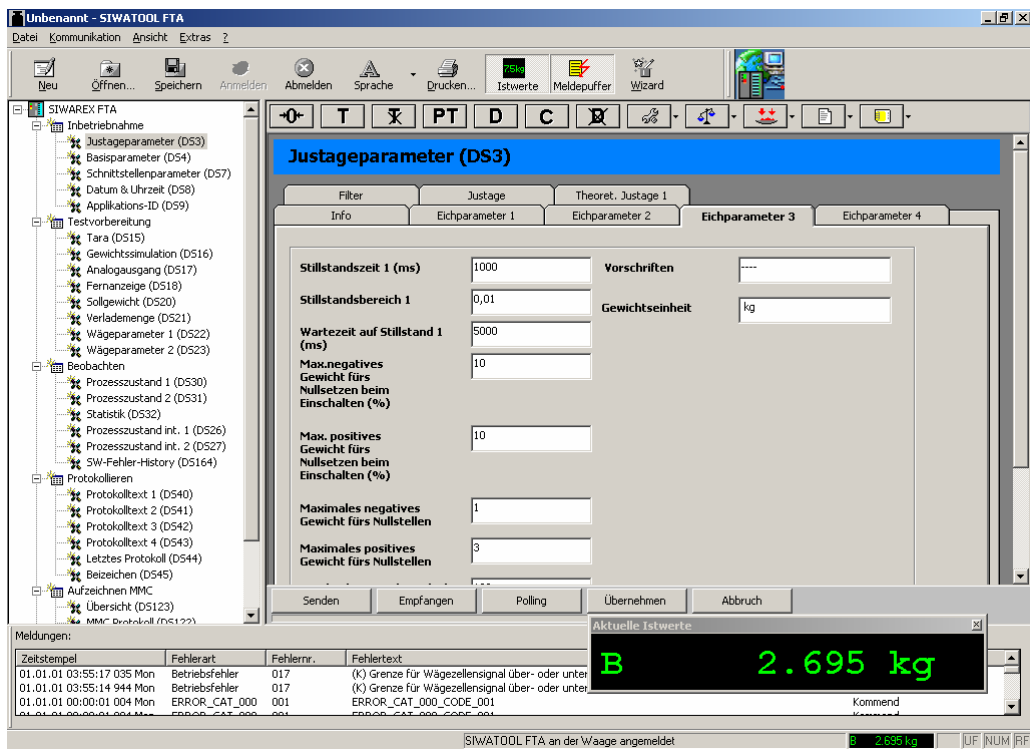 Unbenannt - SIWATOOL FTA
Datei Kommunikation Ansicht Extras ?
Neu Öffnen... Speichern Anmelden Abmelden Sprache Drucken... Istwerte Meldepuffer Wizard
SIWAREX FTA
Inbetriebnahme
Justageparameter (DS3)
Basisparameter (DS4)
Schnittstellenparameter (DS7)
Datum & Uhrzeit (DS8)
Applikations-ID (DS9)
Testvorbereitung
Tara (DS15)
Gewichtssimulation (DS16)
Analogausgang (DS17)
Fernanzeige (DS18)
Sollgewicht (DS20)
Verlademenge (DS21)
Wägeparameter 1 (DS22)
Wägeparameter 2 (DS23)
Beobachten
Prozesszustand 1 (DS30)
Prozesszustand 2 (DS31)
Statistik (DS32)
Prozesszustand int. 1 (DS26)
Prozesszustand int. 2 (DS27)
SW-Fehler-History (DS164)
Protokollieren
Protokolltext 1 (DS40)
Protokolltext 2 (DS41)
Protokolltext 3 (DS42)
Protokolltext 4 (DS43)
Letztes Protokoll (DS44)
Beizeichen (DS45)
Aufzeichnen MMC
Übersicht (DS123)
MMC Protokoll (DS122)
→0← T T PT D C
Justageparameter (DS3)
Filter Justage Theoret. Justage 1
Info Eichparameter 1 Eichparameter 2 Eichparameter 3 Eichparameter 4
Stillstandszeit 1 (ms) 1000 Vorschriften ----
Stillstandsbereich 1 0,01 Gewichtseinheit kg
Wartezeit auf Stillstand 1
(ms) 5000
Max.negatives
Gewicht fürs
Nullsetzen beim
Einschalten (%) 10
Max. positives
Gewicht fürs
Nullsetzen beim
Einschalten (%) 10
Maximales negatives
Gewicht fürs Nullstellen 1
Maximales positives
Gewicht fürs Nullstellen 3
Senden Empfangen Polling Übernehmen Abbruch
Aktuelle Istwerte
B 2.695 kg
Meldungen:
Zeitstempel Fehlerart Fehlernr. Fehlertext
01.01.01 03:55:17 035 Mon Betriebsfehler 017 (K) Grenze für Wägezellensignal über- oder unter
01.01.01 03:55:14 944 Mon Betriebsfehler 017 (K) Grenze für Wägezellensignal über- oder unter
01.01.01 00:00:01 004 Mon ERROR_CAT_000 001 ERROR_CAT_000_CODE_001 Kommend
SIWATOOL FTA an der Waage angemeldet B 2.695 kg UF NUM RF